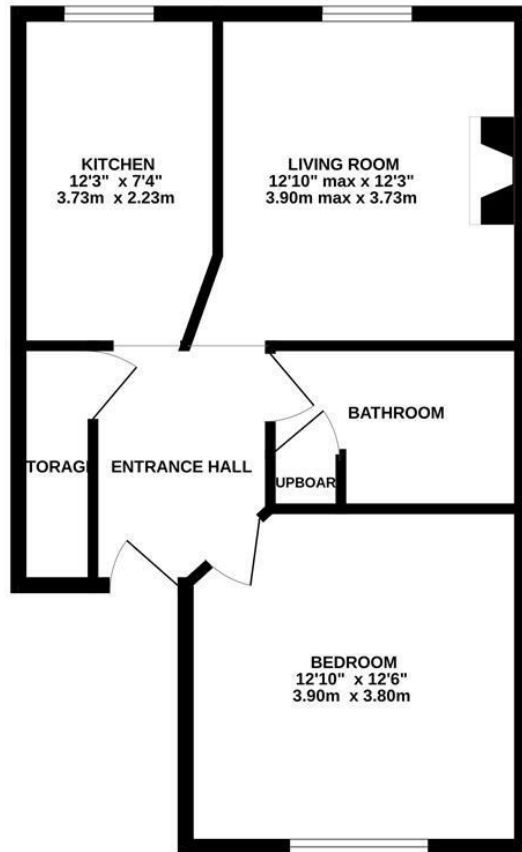 KITCHEN
12'3" x 7'4"
3.73m x 2.23m
LIVING ROOM
12'10" max x 12'3"
3.90m max x 3.73m
BATHROOM
TORAG
ENTRANCE HALL
UPBOAR
BEDROOM
12'10" x 12'6"
3.90m x 3.80m